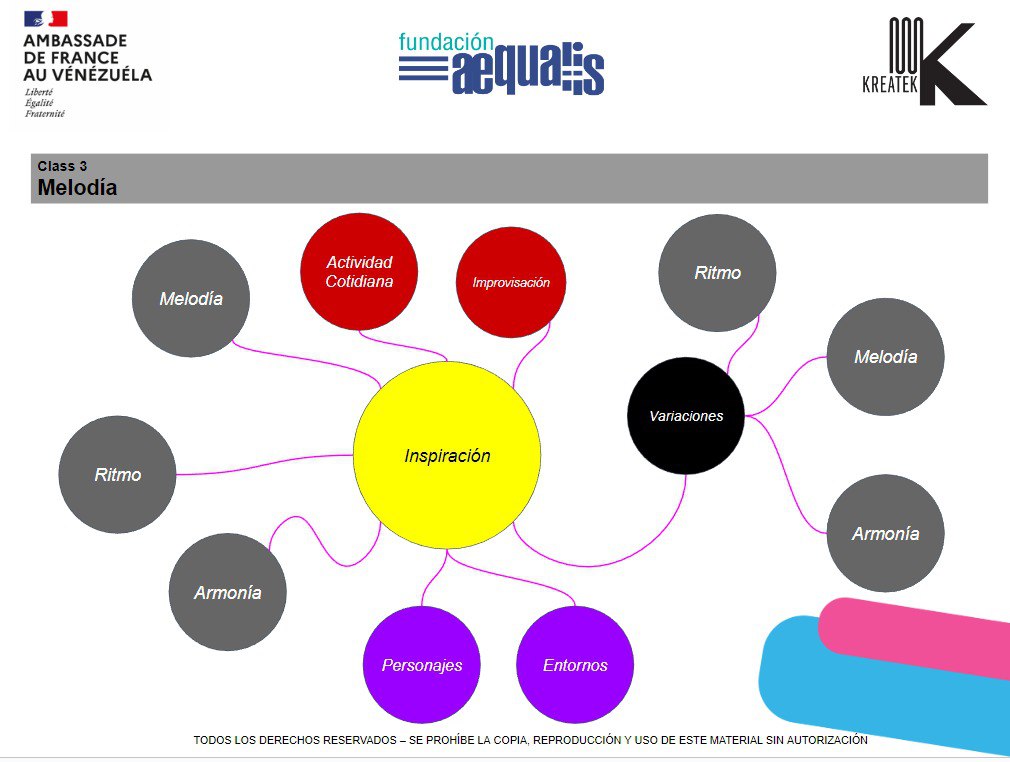 AMBASSADE
DE FRANCE
AU VÉNÉZUÉLA
Liberté
Égalité
Fraternité
fundación
aequalis
KREATEK
Class 3
Melodía
Melodía
Actividad
Cotidiana
Improvisación
Ritmo
Melodía
Variaciones
Inspiración
Ritmo
Armonía
Armonía
Personajes
Entornos
TODOS LOS DERECHOS RESERVADOS – SE PROHÍBE LA COPIA, REPRODUCCIÓN Y USO DE ESTE MATERIAL SIN AUTORIZACIÓN